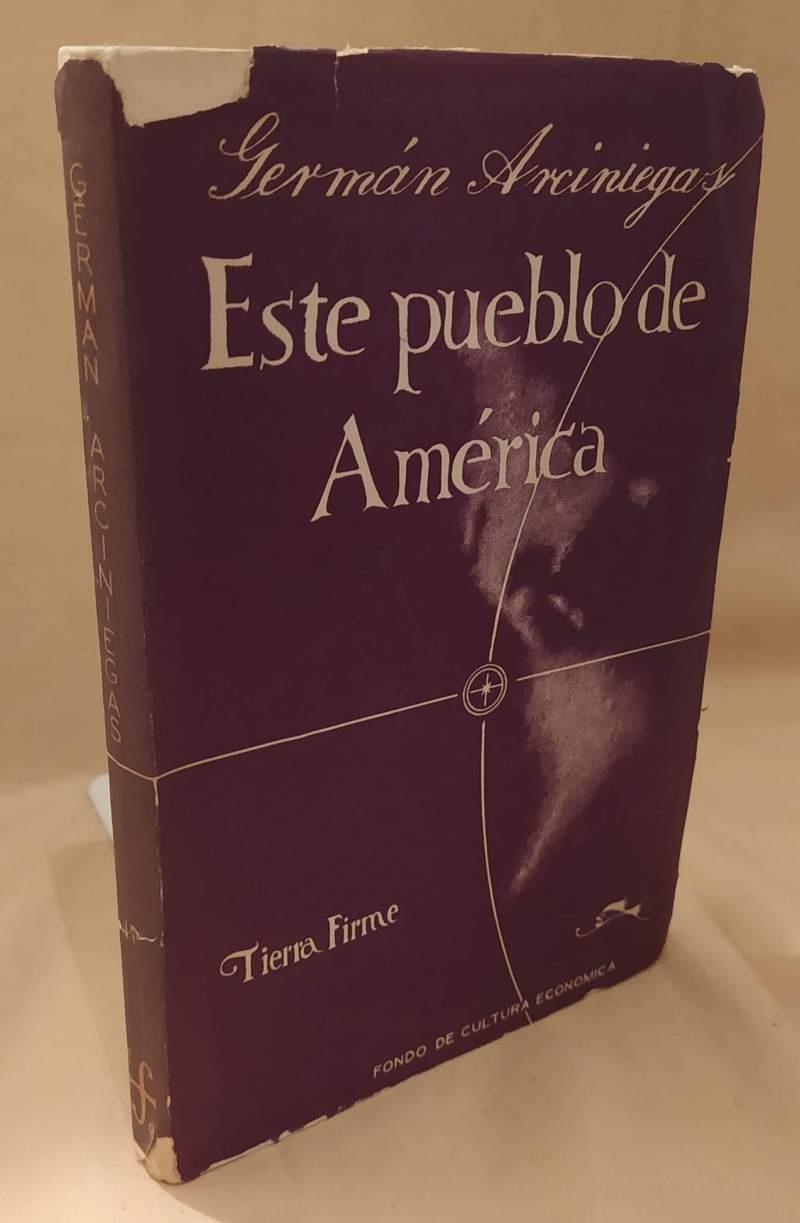 Germán Arciniegas
Este pueblo de
América
Tierra Firme
FONDO DE CULTURA ECONOMICA
GERMAN ARCINIEGAS